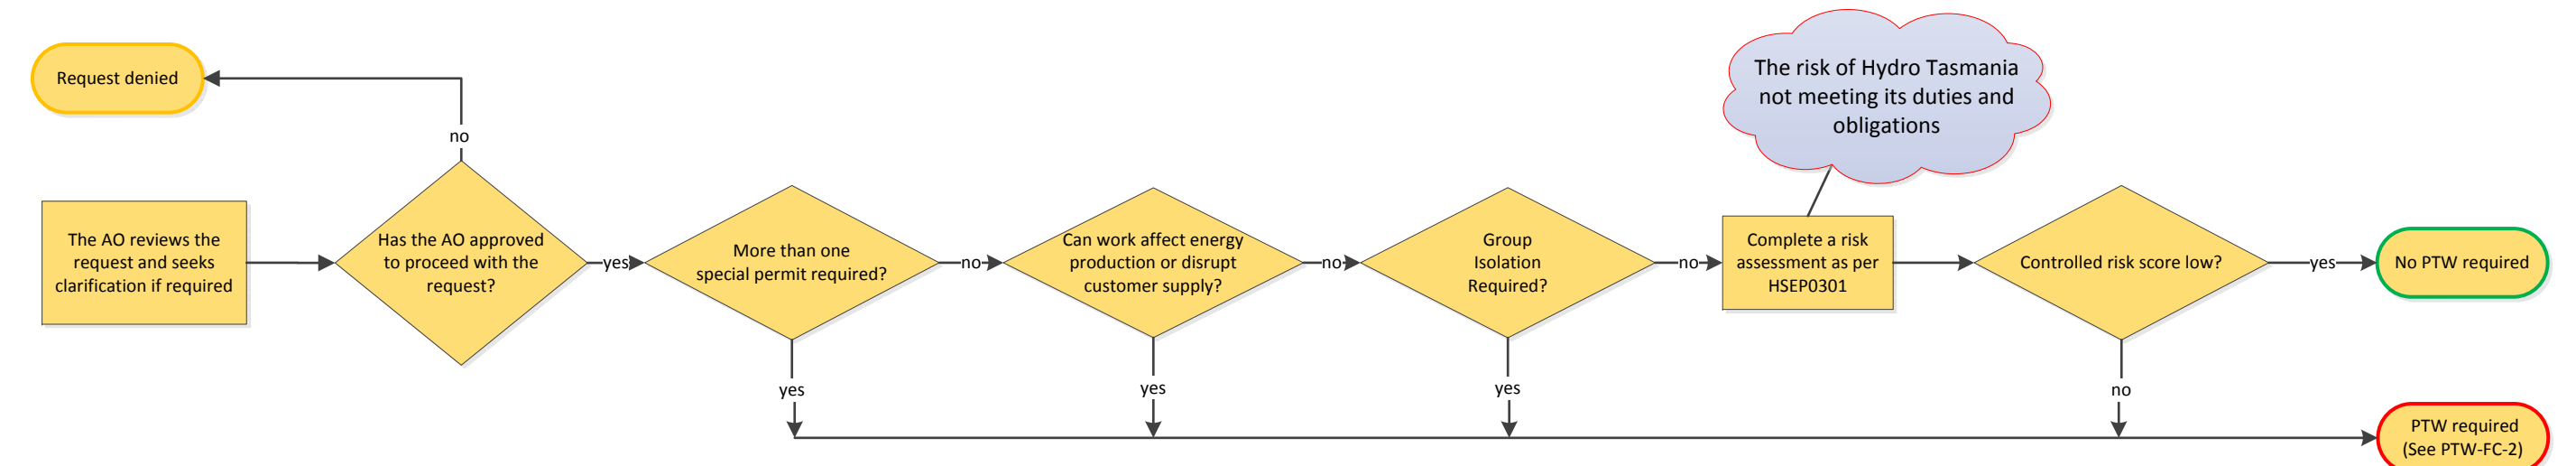 Request denied
no
The AO reviews the
request and seeks
clarification if required
Has the AO approved
to proceed with the
request?
yes
More than one
special permit required?
no
yes
Can work affect energy
production or disrupt
customer supply?
no
yes
Group
Isolation
Required?
no
yes
The risk of Hydro Tasmania
not meeting its duties and
obligations
Complete a risk
assessment as per
HSEP0301
Controlled risk score low?
yes
no
No PTW required
PTW required
(See PTW-FC-2)